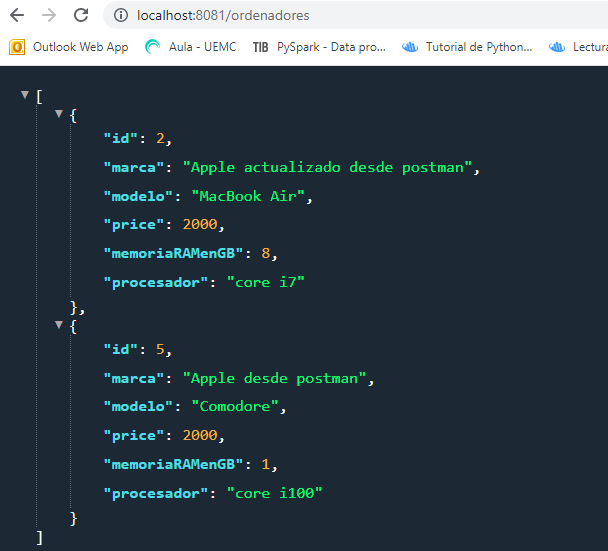 localhost:8081/ordenadores
Outlook Web App Aula - UEMC TIB PySpark - Data pro... Tutorial de Python... Lectura
[
{
"id": 2,
"marca": "Apple actualizado desde postman",
"modelo": "MacBook Air",
"price": 2000,
"memoriaRAMenGB": 8,
"procesador": "core i7"
},
{
"id": 5,
"marca": "Apple desde postman",
"modelo": "Comodore",
"price": 2000,
"memoriaRAMenGB": 1,
"procesador": "core i100"
}
]